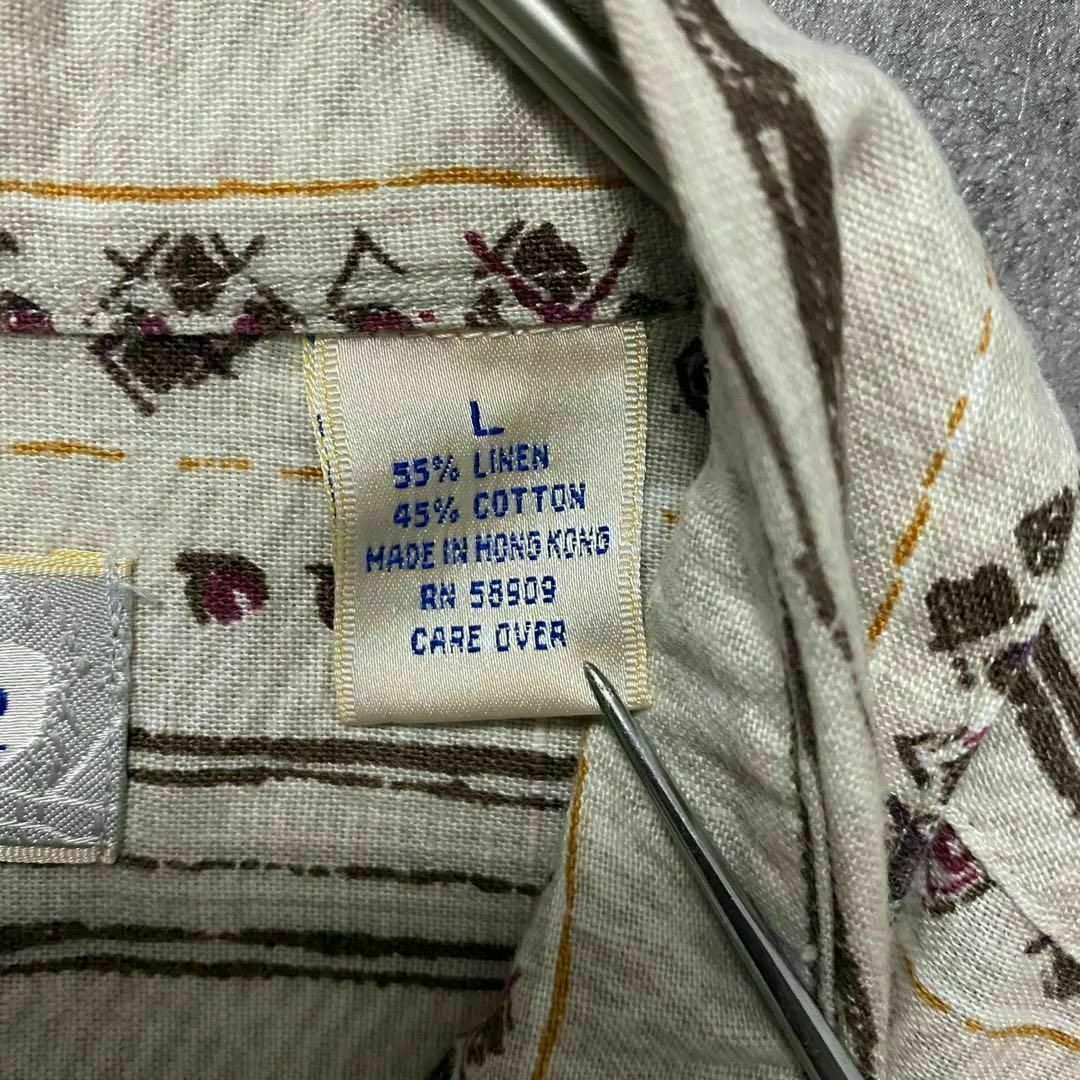 L
55% LINEN
45% COTTON
MADE IN HONG KONG
RN 58909
CARE OVER